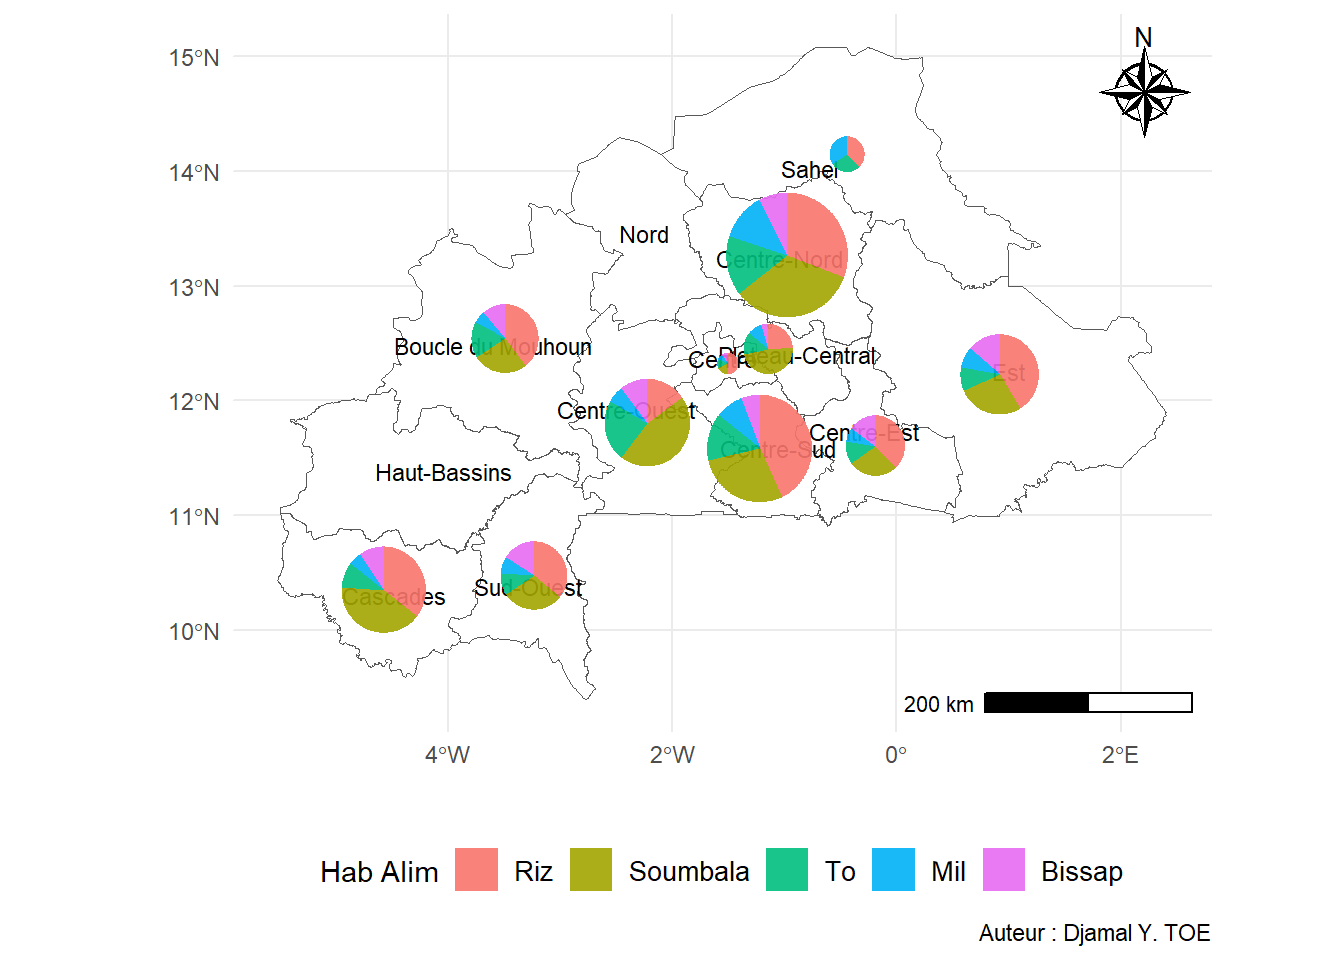 N
15°N
14°N
13°N
12°N
11°N
10°N
Sahel
Nord
Centre-Nord
Boucle du Mouhoun
Centre
Plateau-Central
Est
Centre-Ouest
Centre-Est
Centre-Sud
Haut-Bassins
Sud-Ouest
Cascades
200 km
4°W 2°W 0° 2°E
Hab Alim Riz Soumbala To Mil Bissap
Auteur : Djamal Y. TOE